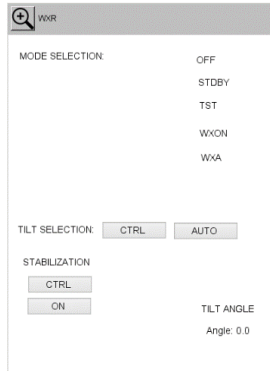 WXR
MODE SELECTION:
OFF
STDBY
TST
WXON
WXA
TILT SELECTION: CTRL AUTO
STABILIZATION
CTRL
ON
TILT ANGLE
Angle: 0.0